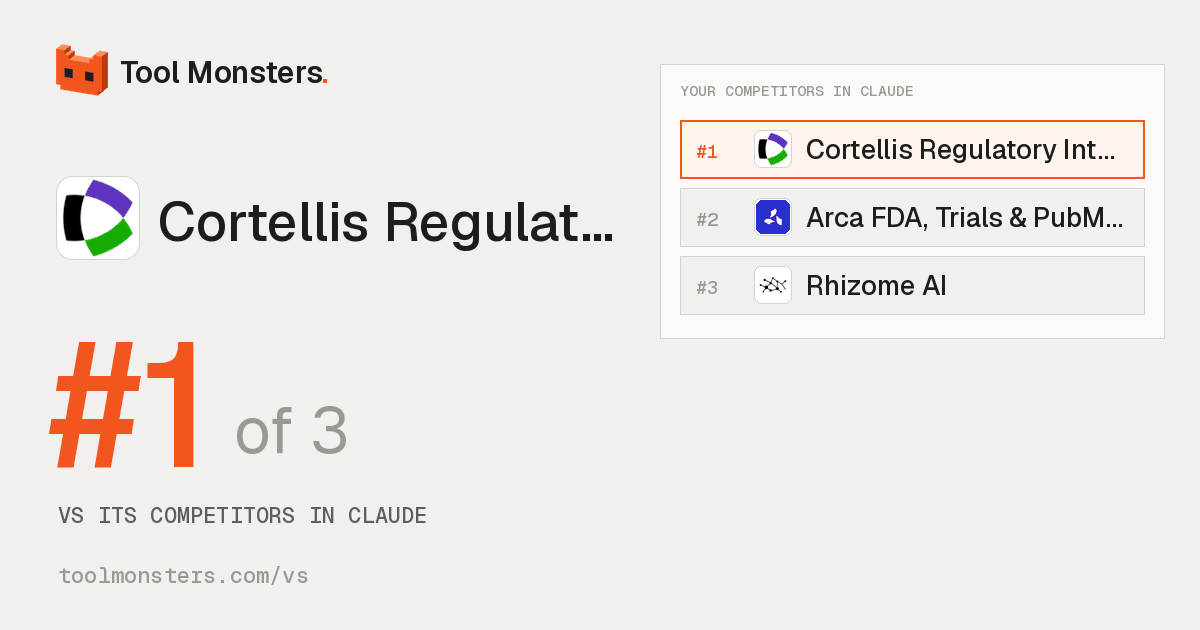 Tool Monsters.
Cortellis Regulat...
#1 of 3
VS ITS COMPETITORS IN CLAUDE
toolmonsters.com/vs
YOUR COMPETITORS IN CLAUDE
#1 Cortellis Regulatory Int...
#2 Arca FDA, Trials & PubM...
#3 Rhizome AI